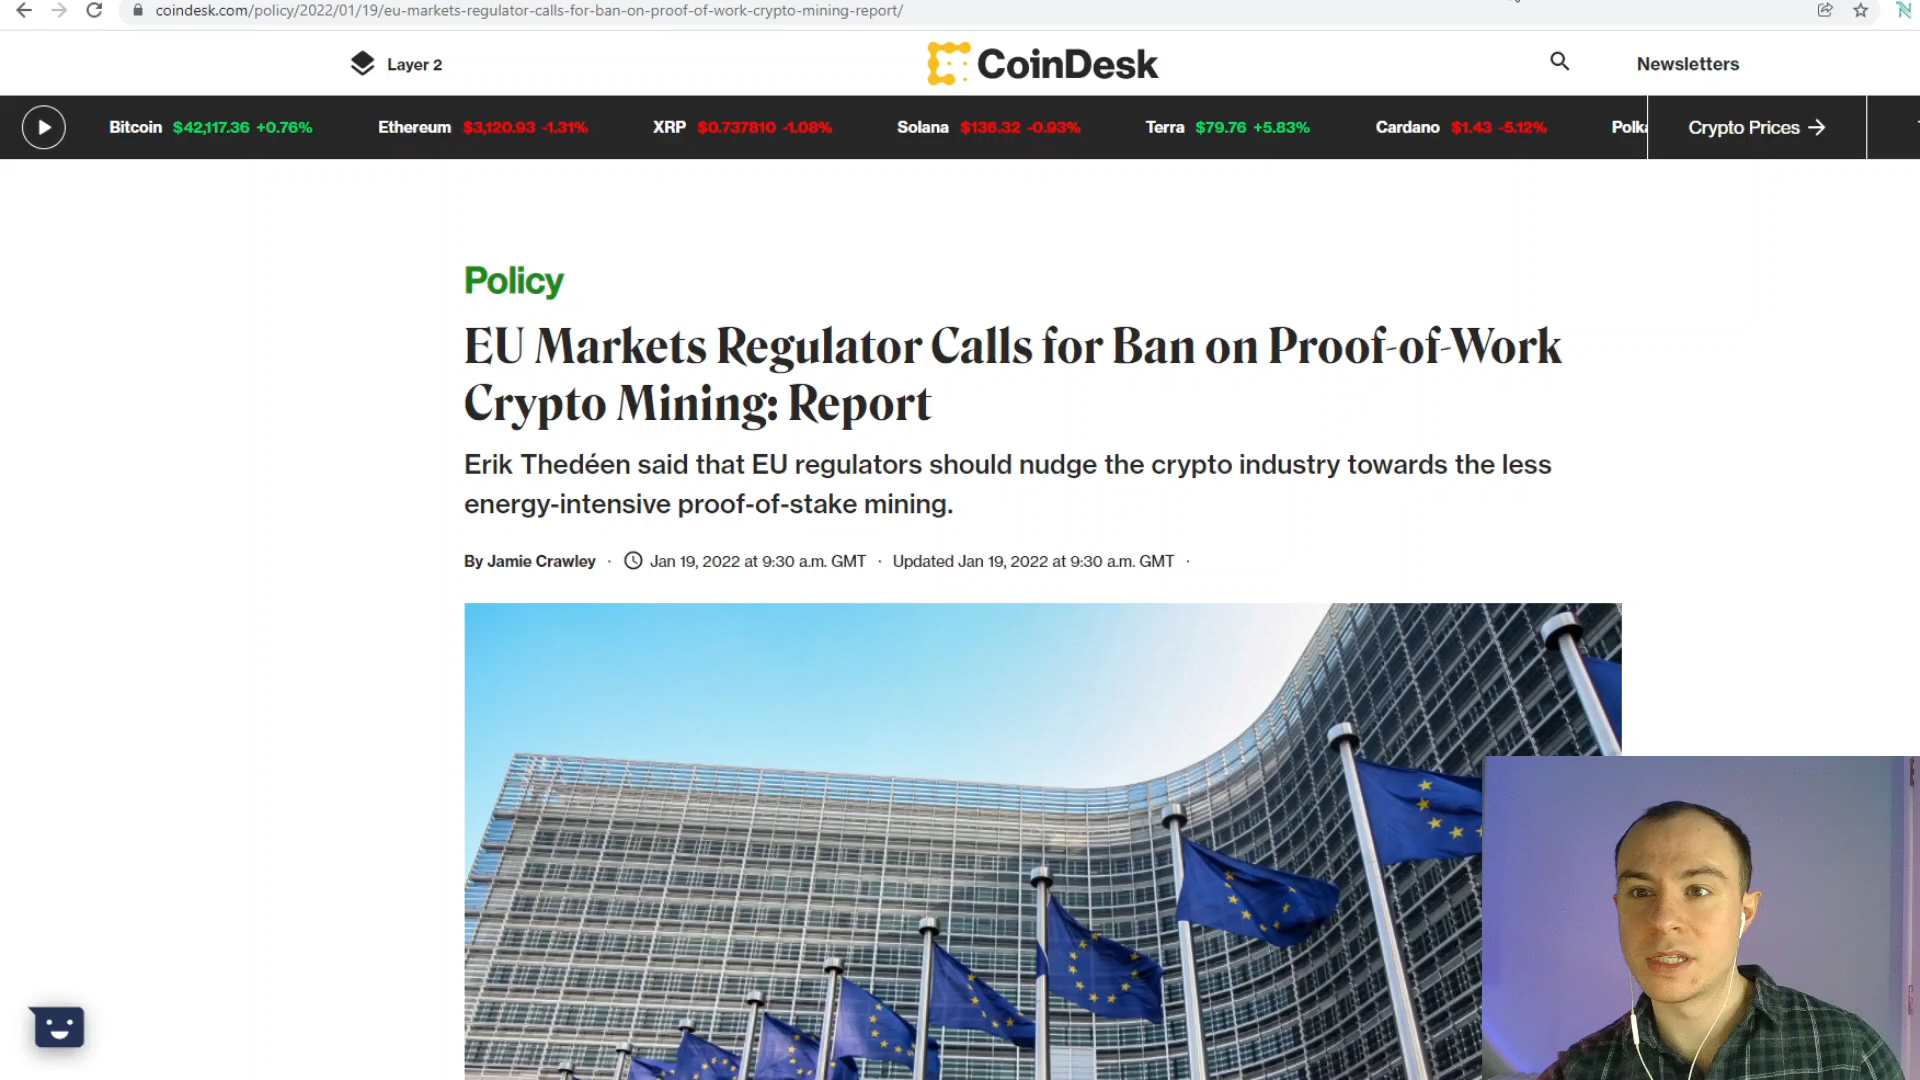 coindesk.com/policy/2022/01/19/eu-markets-regulator-calls-for-ban-on-proof-of-work-crypto-mining-report/
Layer 2
CoinDesk
Newsletters
Bitcoin $42,117.36 +0.76% Ethereum $3,120.93 -1.31% XRP $0.737810 -1.08% Solana $136.32 -0.93% Terra $79.76 +5.83% Cardano $1.43 -5.12% Polk Crypto Prices →
Policy
EU Markets Regulator Calls for Ban on Proof-of-Work
Crypto Mining: Report
Erik Thedéen said that EU regulators should nudge the crypto industry towards the less
energy-intensive proof-of-stake mining.
By Jamie Crawley · Jan 19, 2022 at 9:30 a.m. GMT · Updated Jan 19, 2022 at 9:30 a.m. GMT ·